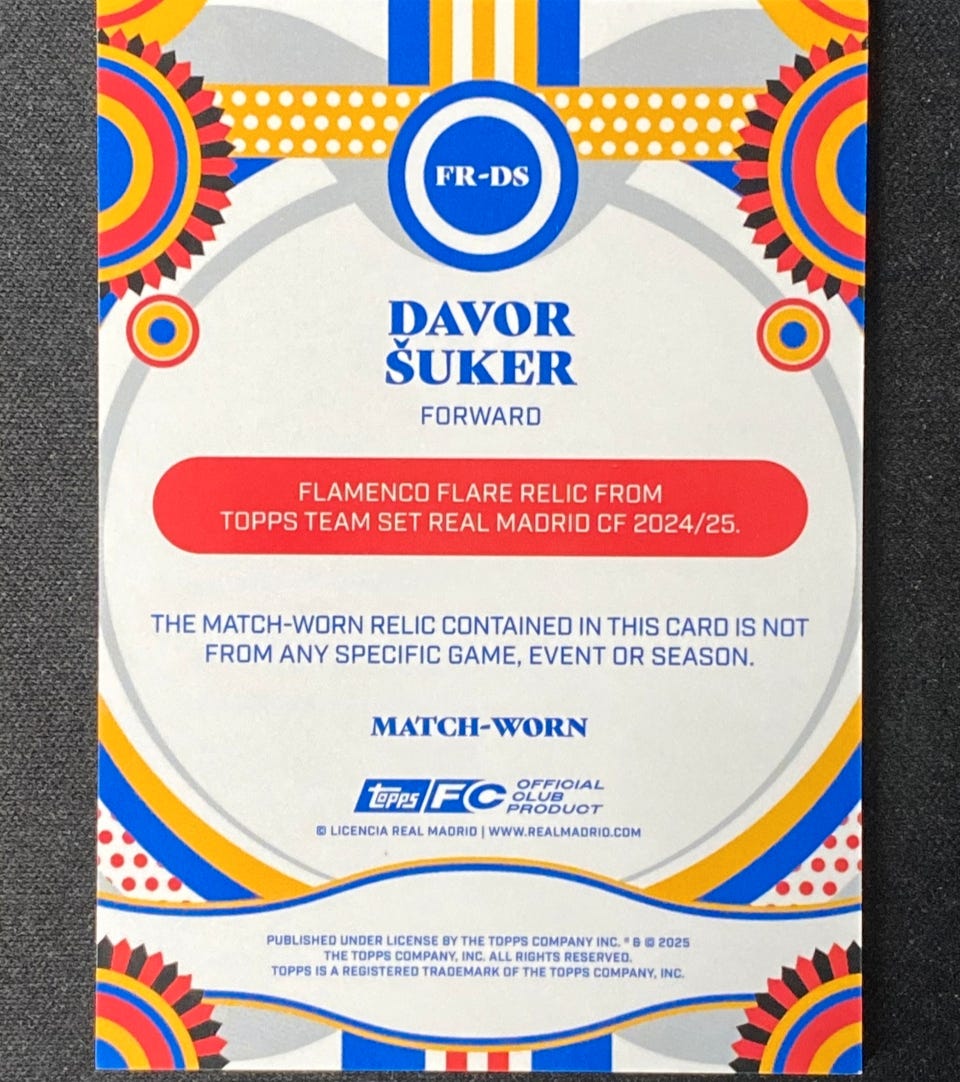 FR-DS
DAVOR
ŠUKER
FORWARD
FLAMENCO FLARE RELIC FROM
TOPPS TEAM SET REAL MADRID CF 2024/25.
THE MATCH-WORN RELIC CONTAINED IN THIS CARD IS NOT
FROM ANY SPECIFIC GAME, EVENT OR SEASON.
MATCH-WORN
topps FC OFFICIAL
CLUB
PRODUCT
© LICENCIA REAL MADRID | WWW.REALMADRID.COM
PUBLISHED UNDER LICENSE BY THE TOPPS COMPANY INC. ® & © 2025
THE TOPPS COMPANY, INC. ALL RIGHTS RESERVED.
TOPPS IS A REGISTERED TRADEMARK OF THE TOPPS COMPANY, INC.